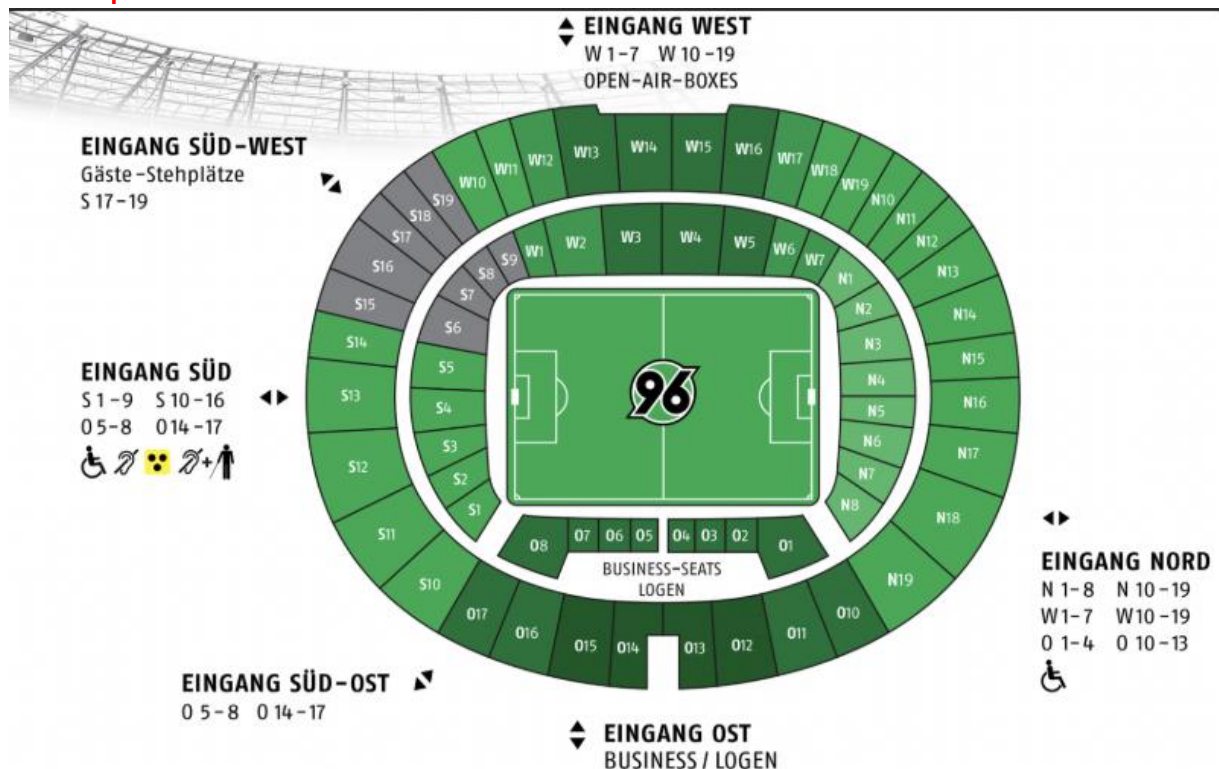 EINGANG WEST
W 1-7 W 10-19
OPEN-AIR-BOXES
EINGANG SÜD-WEST
Gäste-Stehplätze
S 17-19
W10 W11 W12 W13 W14 W15 W16 W17 W18 W19
N10 N11 N12 N13 N14 N15 N16 N17 N18 N19
S19 S18 S17 S16 S15 S14 S13 S12 S11 S10
W1 W2 W3 W4 W5 W6 W7
N1 N2 N3 N4 N5 N6 N7 N8
S9 S8 S7 S6 S5 S4 S3 S2 S1
96
EINGANG SÜD
S 1-9 S 10-16
O 5-8 O 14-17
O8 O7 O6 O5 O4 O3 O2 O1
BUSINESS-SEATS
LOGEN
O17 O16 O15 O14 O13 O12 O11 O10
EINGANG NORD
N 1-8 N 10-19
W 1-7 W 10-19
O 1-4 O 10-13
EINGANG SÜD-OST
O 5-8 O 14-17
EINGANG OST
BUSINESS / LOGEN